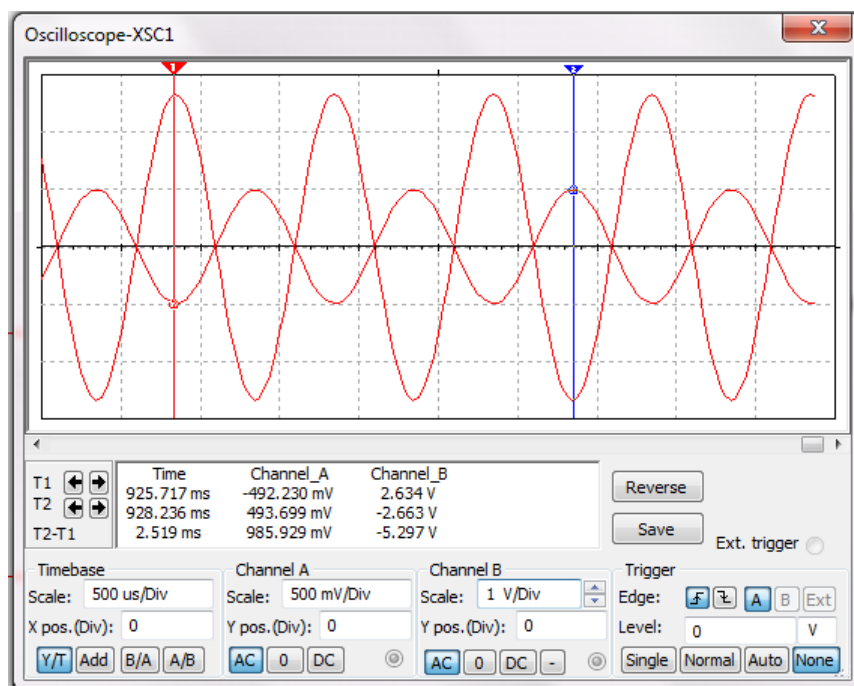 Oscilloscope-XSC1
x
1
2
T1
T2
T2-T1
Time Channel_A Channel_B
925.717 ms -492.230 mV 2.634 V
928.236 ms 493.699 mV -2.663 V
2.519 ms 985.929 mV -5.297 V
Reverse
Save
Ext. trigger
Timebase
Scale: 500 us/Div
X pos.(Div): 0
Y/T Add B/A A/B
Channel A
Scale: 500 mV/Div
Y pos.(Div): 0
AC 0 DC
Channel B
Scale: 1 V/Div
Y pos.(Div): 0
AC 0 DC -
Trigger
Edge: A B Ext
Level: 0 V
Single Normal Auto None